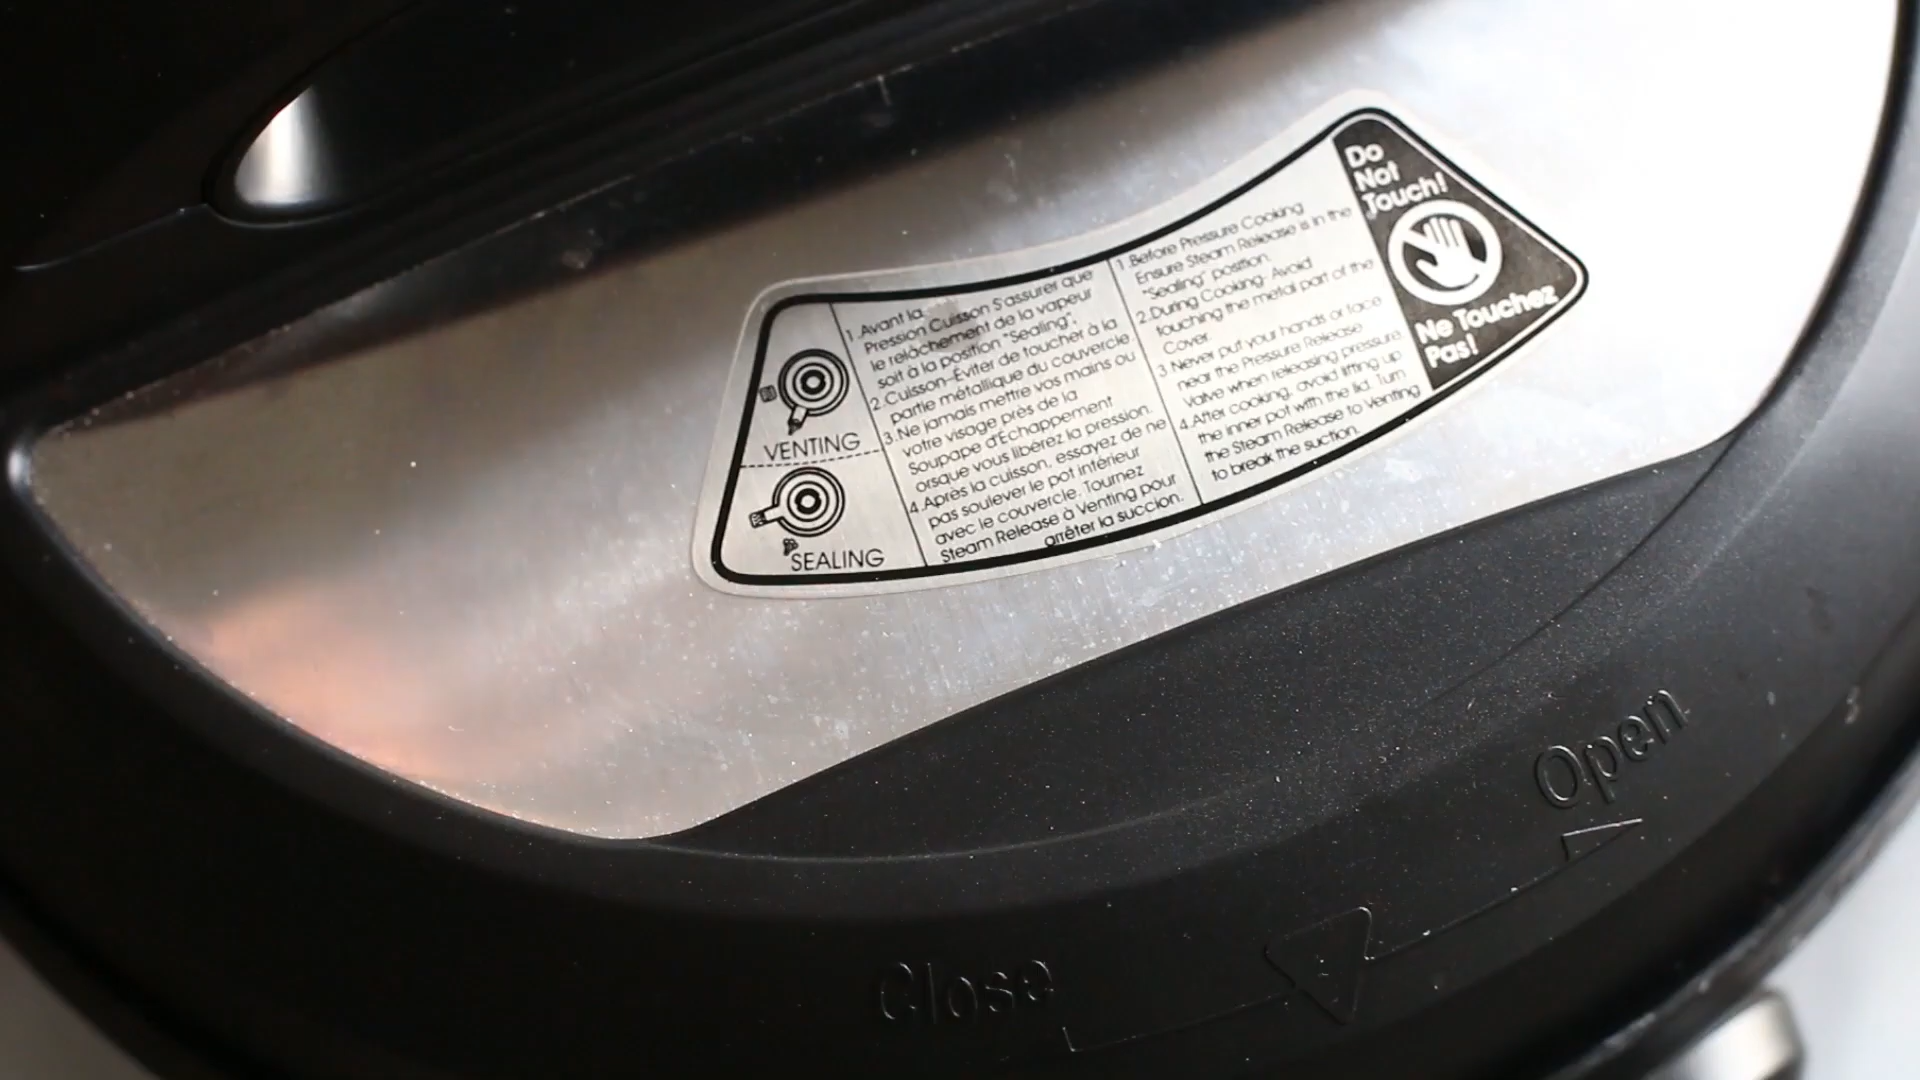 VENTING
SEALING
1.Avant la
Pression Cuisson S'assurer que
le relâchement de la vapeur
soit à la position "Sealing".
2.Cuisson-Éviter de toucher à la
partie métallique du couvercle.
3.Ne jamais mettre vos mains ou
votre visage près de la
Soupape d'Échappement
orsque vous libérez la pression.
4.Après la cuisson, essayez de ne
pas soulever le pot intérieur
avec le couvercle. Tournez
Steam Release à Venting pour
arrêter la succion.
1.Before Pressure Cooking
Ensure Steam Release is in the
"Sealing" position.
2.During Cooking: Avoid
touching the metal part of the
Cover.
3.Never put your hands or face
near the Pressure Release
Valve when releasing pressure
4.After cooking, avoid lifting up
the inner pot with the lid. Turn
the Steam Release to Venting
to break the suction.
Do
Not
Touch!
Ne Touchez
Pas!
Open
Close